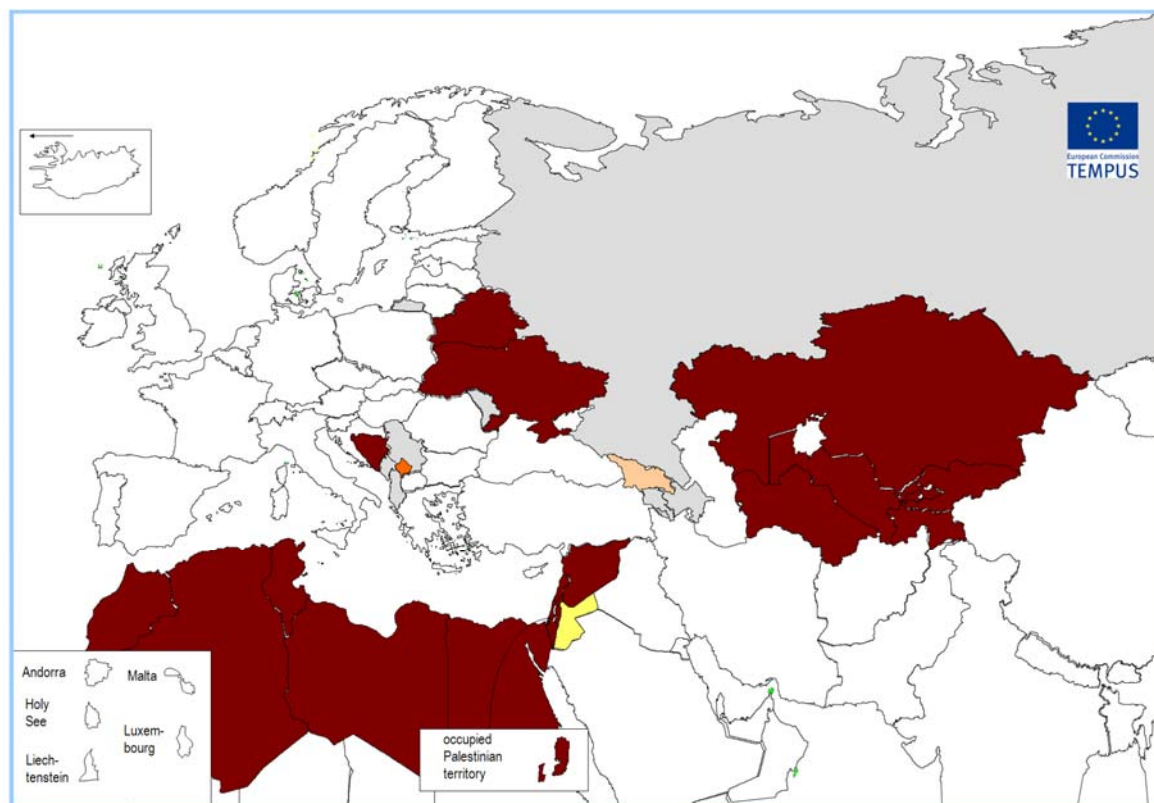 European Commission
TEMPUS
Andorra
Malta
Holy
See
Luxem-
bourg
Liech-
tenstein
occupied
Palestinian
territory